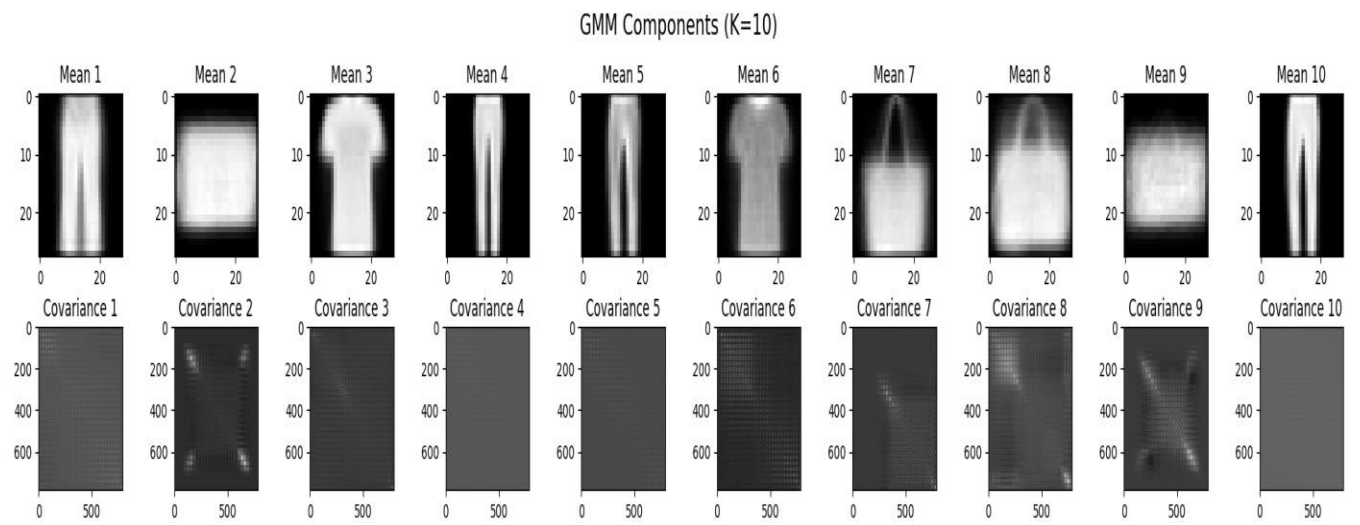 GMM Components (K=10)
Mean 1 Mean 2 Mean 3 Mean 4 Mean 5 Mean 6 Mean 7 Mean 8 Mean 9 Mean 10
0 0 0 0 0 0 0 0 0 0
10 10 10 10 10 10 10 10 10 10
20 20 20 20 20 20 20 20 20 20
0 20 0 20 0 20 0 20 0 20 0 20 0 20 0 20 0 20 0 20
Covariance 1 Covariance 2 Covariance 3 Covariance 4 Covariance 5 Covariance 6 Covariance 7 Covariance 8 Covariance 9 Covariance 10
0 0 0 0 0 0 0 0 0 0
200 200 200 200 200 200 200 200 200 200
400 400 400 400 400 400 400 400 400 400
600 600 600 600 600 600 600 600 600 600
0 500 0 500 0 500 0 500 0 500 0 500 0 500 0 500 0 500 0 500